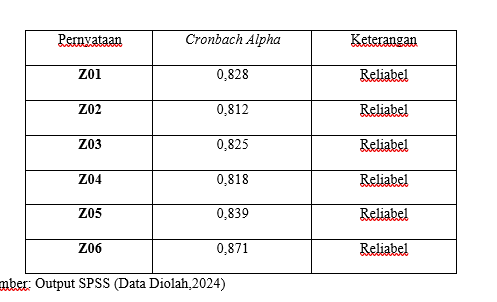 Pernyataan Cronbach Alpha Keterangan
Z01 0,828 Reliabel
Z02 0,812 Reliabel
Z03 0,825 Reliabel
Z04 0,818 Reliabel
Z05 0,839 Reliabel
Z06 0,871 Reliabel
mber: Output SPSS (Data Diolah,2024)